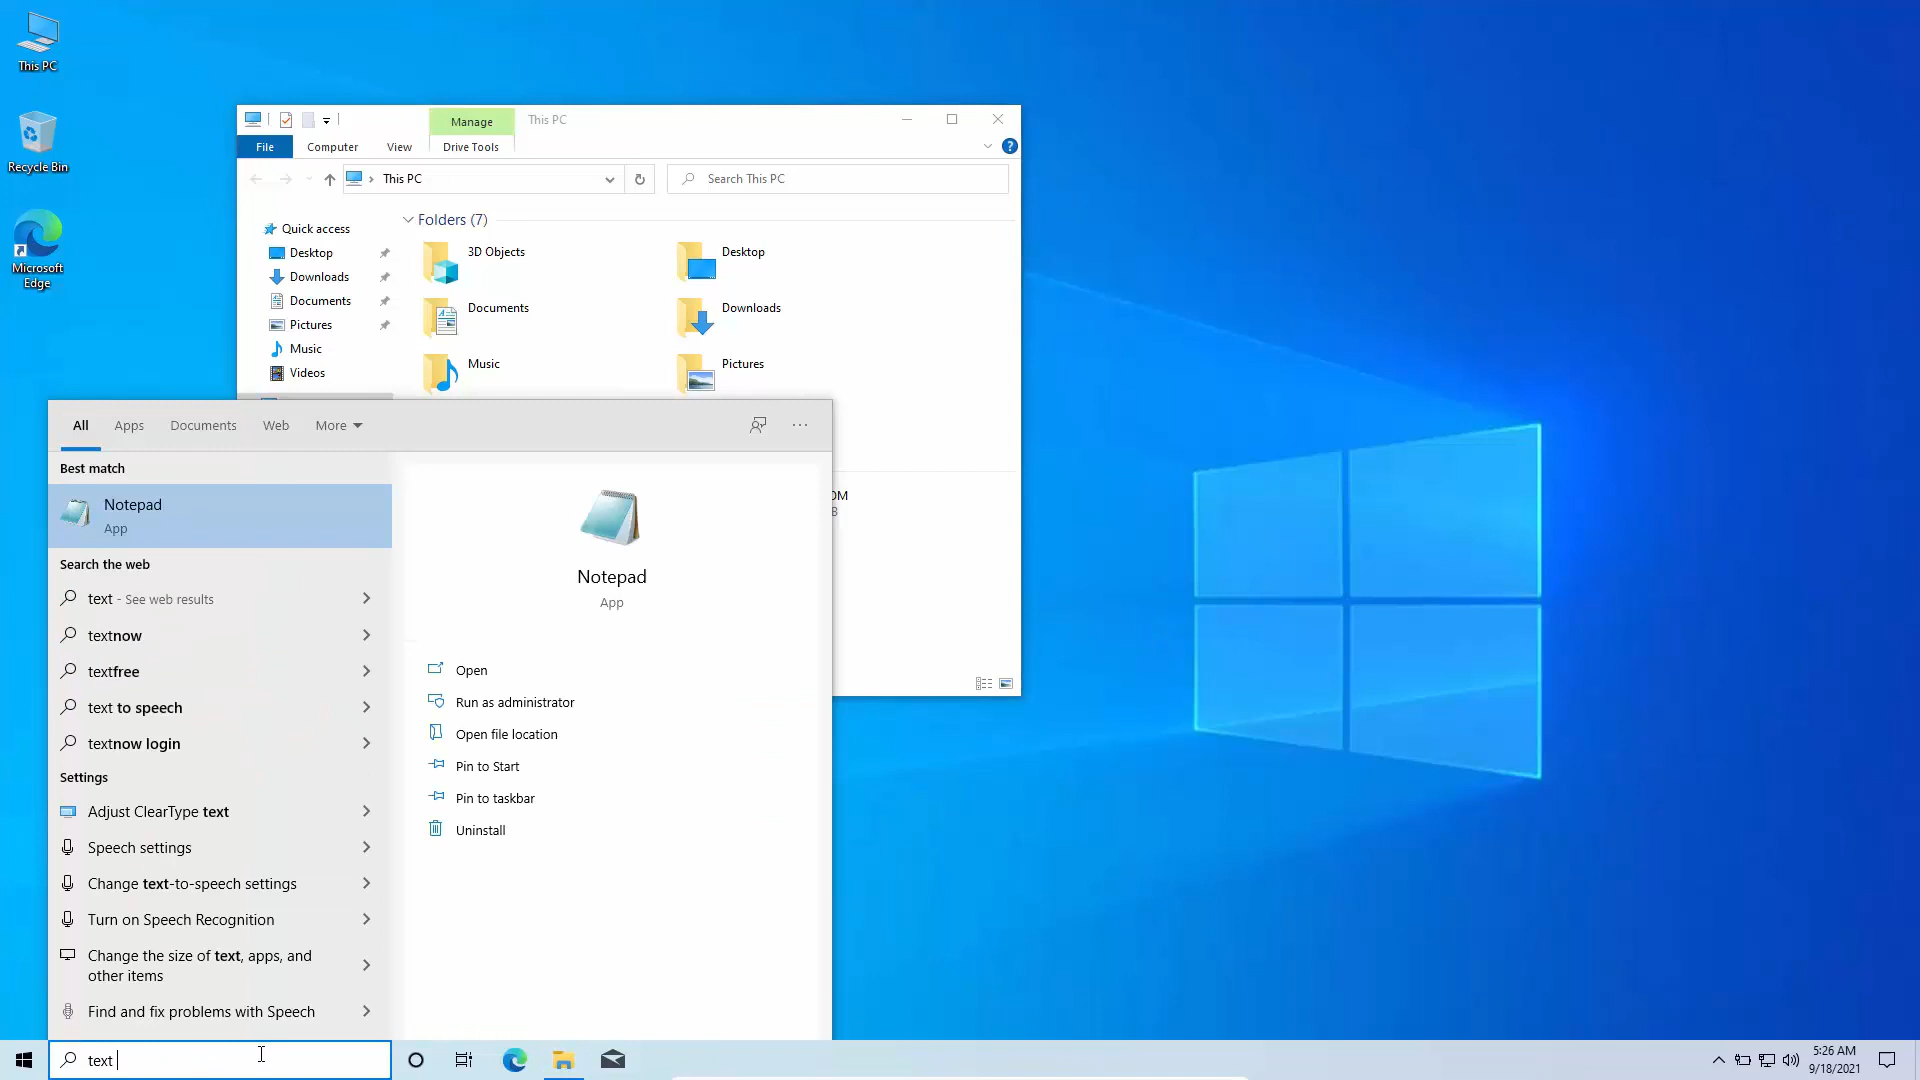 This PC
Recycle Bin
Microsoft
Edge
Manage
This PC
File
Computer
View
Drive Tools
This PC
Search This PC
Quick access
Desktop
Downloads
Documents
Pictures
Music
Videos
Folders (7)
3D Objects
Desktop
Documents
Downloads
Music
Pictures
All
Apps
Documents
Web
More
Best match
Notepad
App
Search the web
text - See web results
textnow
textfree
text to speech
textnow login
Settings
Adjust ClearType text
Speech settings
Change text-to-speech settings
Turn on Speech Recognition
Change the size of text, apps, and
other items
Find and fix problems with Speech
Notepad
App
Open
Run as administrator
Open file location
Pin to Start
Pin to taskbar
Uninstall
text
5:26 AM
9/18/2021